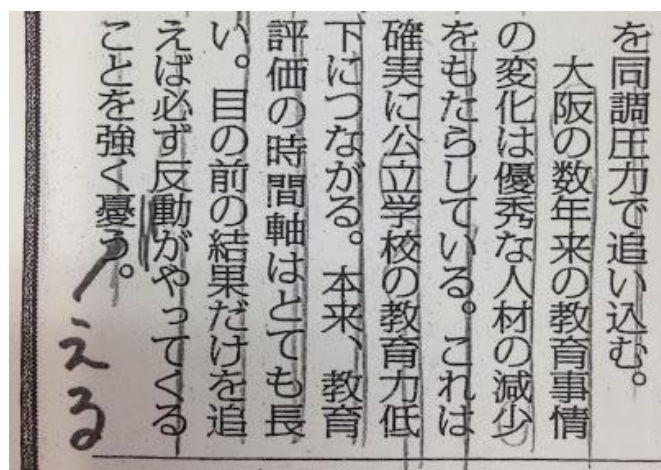 を同調圧力で追い込む。
大阪の数年来の教育事情
の変化は優秀な人材の減少
をもたらしている。これは
確実に公立学校の教育力低
下につながる。本来、教育
評価の時間軸はとても長
い。目の前の結果だけを追
えば必ず反動がやってくる
ことを強く憂う。
える